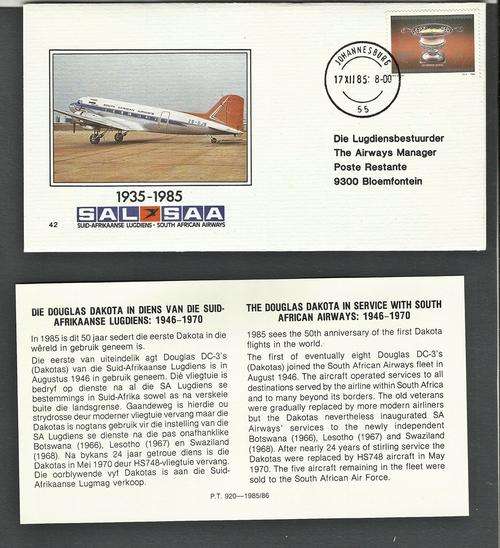 JOHANNESBURG
17 XII 85: 8-00
55
Die Lugdiensbestuurder
The Airways Manager
Poste Restante
9300 Bloemfontein
SOUTH AFRICAN AIRWAYS
1935-1985
SAL SAA
42
SUID-AFRIKAANSE LUGDIENS - SOUTH AFRICAN AIRWAYS
DIE DOUGLAS DAKOTA IN DIENS VAN DIE SUID-
AFRIKAANSE LUGDIENS: 1946-1970
In 1985 is dit 50 jaar sedert die eerste Dakota in die
wêreld in gebruik geneem is.
Die eerste van uiteindelik agt Douglas DC-3's
(Dakotas) van die Suid-Afrikaanse Lugdiens is in
Augustus 1946 in gebruik geneem. Dié vliegtuie is
bedryf op dienste na al die SA Lugdiens se
bestemmings in Suid-Afrika sowel as na verskeie
buite die landsgrense. Gaandeweg is hierdie ou
strydrosse deur moderner vliegtuie vervang maar die
Dakotas is nogtans gebruik vir die instelling van die
SA Lugdiens se dienste na die pas onafhanklike
Botswana (1966), Lesotho (1967) en Swaziland
(1968). Na bykans 24 jaar getroue diens is die
Dakotas in Mei 1970 deur HS748-vliegtuie vervang.
Die oorblywende vyf Dakotas is aan die Suid-
Afrikaanse Lugmag verkoop.
THE DOUGLAS DAKOTA IN SERVICE WITH SOUTH
AFRICAN AIRWAYS: 1946-1970
1985 sees the 50th anniversary of the first Dakota
flights in the world.
The first of eventually eight Douglas DC-3's
(Dakotas) joined the South African Airways fleet in
August 1946. The aircraft operated services to all
destinations served by the airline within South Africa
and to many beyond its borders. The old veterans
were gradually replaced by more modern airliners
but the Dakotas nevertheless inaugurated SA
Airways' services to the newly independent
Botswana (1966), Lesotho (1967) and Swaziland
(1968). After nearly 24 years of stirling service the
Dakotas were replaced by HS748 aircraft in May
1970. The five aircraft remaining in the fleet were
sold to the South African Air Force.
P.T. 920—1985/86